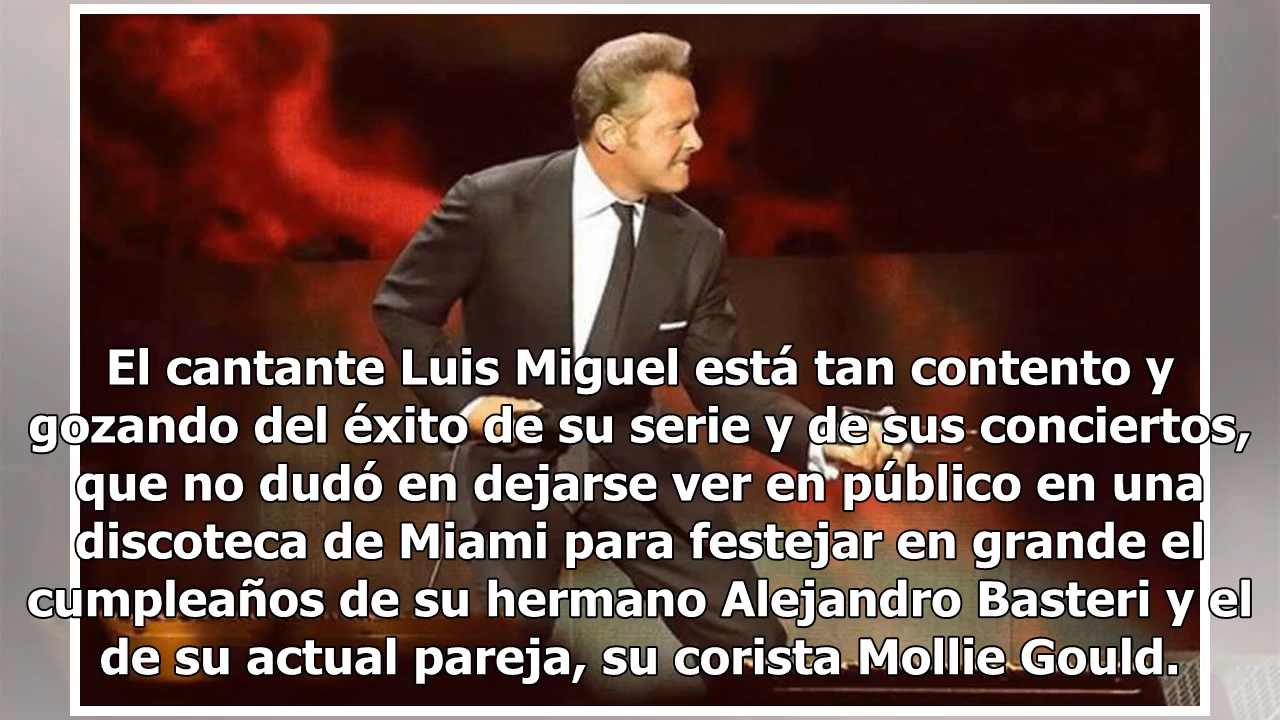 El cantante Luis Miguel está tan contento y
gozando del éxito de su serie y de sus conciertos,
que no dudó en dejarse ver en público en una
discoteca de Miami para festejar en grande el
cumpleaños de su hermano Alejandro Basteri y el
de su actual pareja, su corista Mollie Gould.